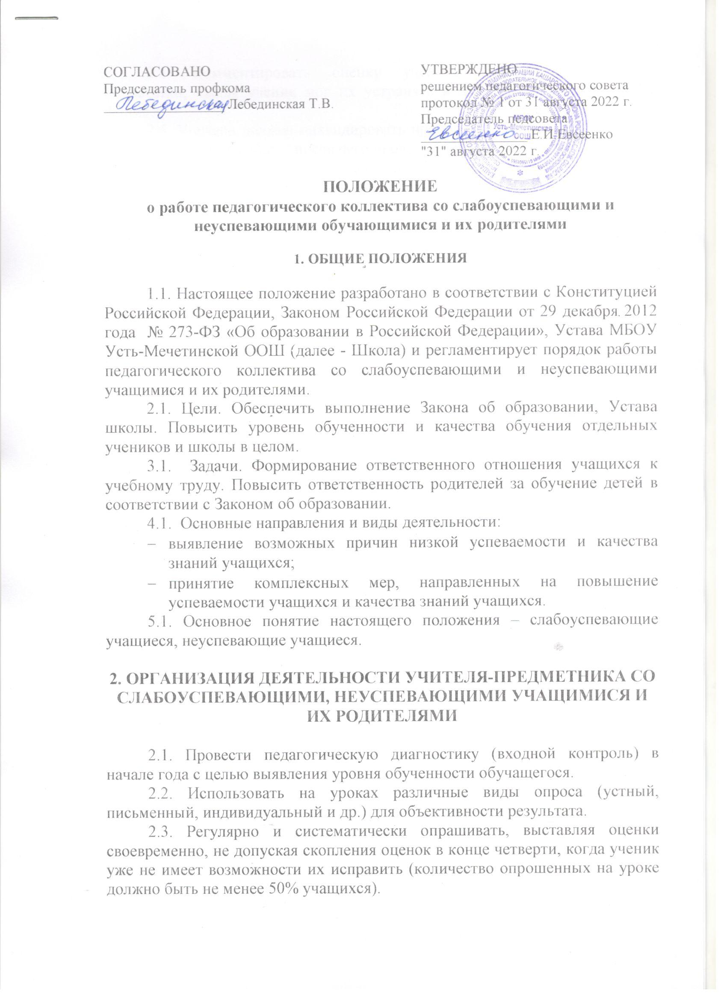 СОГЛАСОВАНО
Председатель профкома
Лебединская Лебединская Т.В.
УТВЕРЖДЕНО
решением педагогического совета
протокол № 1 от 31 августа 2022 г.
Председатель педсовета
Евсеенко Е.И.Евсеенко
"31" августа 2022 г.
МБОУ
Усть-Мечетинская
ООШ
ПОЛОЖЕНИЕ
о работе педагогического коллектива со слабоуспевающими и
неуспевающими обучающимися и их родителями
1. ОБЩИЕ ПОЛОЖЕНИЯ
1.1. Настоящее положение разработано в соответствии с Конституцией
Российской Федерации, Законом Российской Федерации от 29 декабря. 2012
года № 273-ФЗ «Об образовании в Российской Федерации», Устава МБОУ
Усть-Мечетинской ООШ (далее - Школа) и регламентирует порядок работы
педагогического коллектива со слабоуспевающими и неуспевающими
учащимися и их родителями.
2.1. Цели. Обеспечить выполнение Закона об образовании, Устава
школы. Повысить уровень обученности и качества обучения отдельных
учеников и школы в целом.
3.1. Задачи. Формирование ответственного отношения учащихся к
учебному труду. Повысить ответственность родителей за обучение детей в
соответствии с Законом об образовании.
4.1. Основные направления и виды деятельности:
– выявление возможных причин низкой успеваемости и качества
знаний учащихся;
– принятие комплексных мер, направленных на повышение
успеваемости учащихся и качества знаний учащихся.
5.1. Основное понятие настоящего положения – слабоуспевающие
учащиеся, неуспевающие учащиеся.
2. ОРГАНИЗАЦИЯ ДЕЯТЕЛЬНОСТИ УЧИТЕЛЯ-ПРЕДМЕТНИКА СО
СЛАБОУСПЕВАЮЩИМИ, НЕУСПЕВАЮЩИМИ УЧАЩИМИСЯ И
ИХ РОДИТЕЛЯМИ
2.1. Провести педагогическую диагностику (входной контроль) в
начале года с целью выявления уровня обученности обучащегося.
2.2. Использовать на уроках различные виды опроса (устный,
письменный, индивидуальный и др.) для объективности результата.
2.3. Регулярно и систематически опрашивать, выставляя оценки
своевременно, не допуская скопления оценок в конце четверти, когда ученик
уже не имеет возможности их исправить (количество опрошенных на уроке
должно быть не менее 50% учащихся).